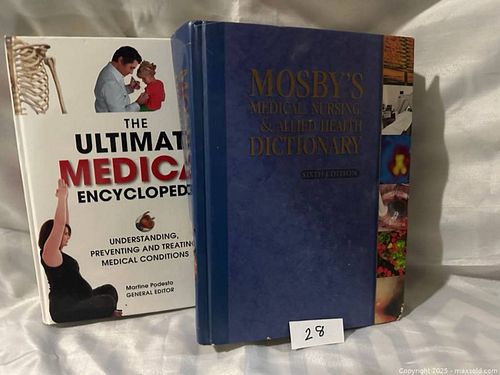 THE
ULTIMAT
MEDICA
ENCYCLOPED
UNDERSTANDING,
PREVENTING AND TREATIN
MEDICAL CONDITIONS
Martine Podesto
GENERAL EDITOR
MOSBY'S
MEDICAL, NURSING,
& ALLIED HEALTH
DICTIONARY
SIXTH EDITION
28
Copyright 2025 - maxsold.com